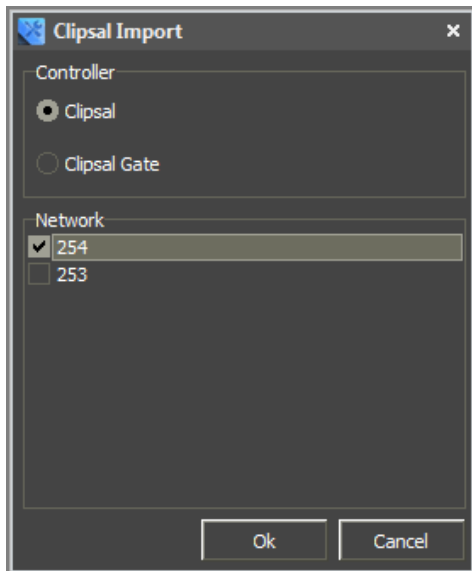 Clipsal Import
Controller
Clipsal
Clipsal Gate
Network
254
253
Ok Cancel